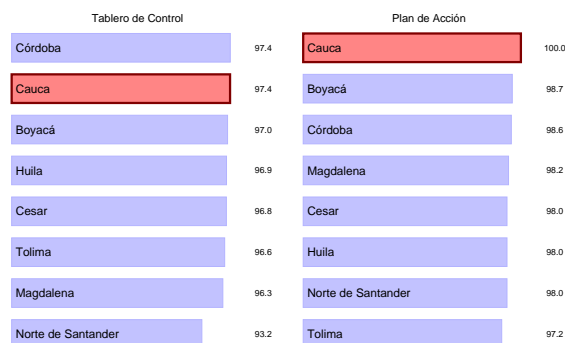 Tablero de Control
Córdoba 97.4
Cauca 97.4
Boyacá 97.0
Huila 96.9
Cesar 96.8
Tolima 96.6
Magdalena 96.3
Norte de Santander 93.2
Plan de Acción
Cauca 100.0
Boyacá 98.7
Córdoba 98.6
Magdalena 98.2
Cesar 98.0
Huila 98.0
Norte de Santander 98.0
Tolima 97.2